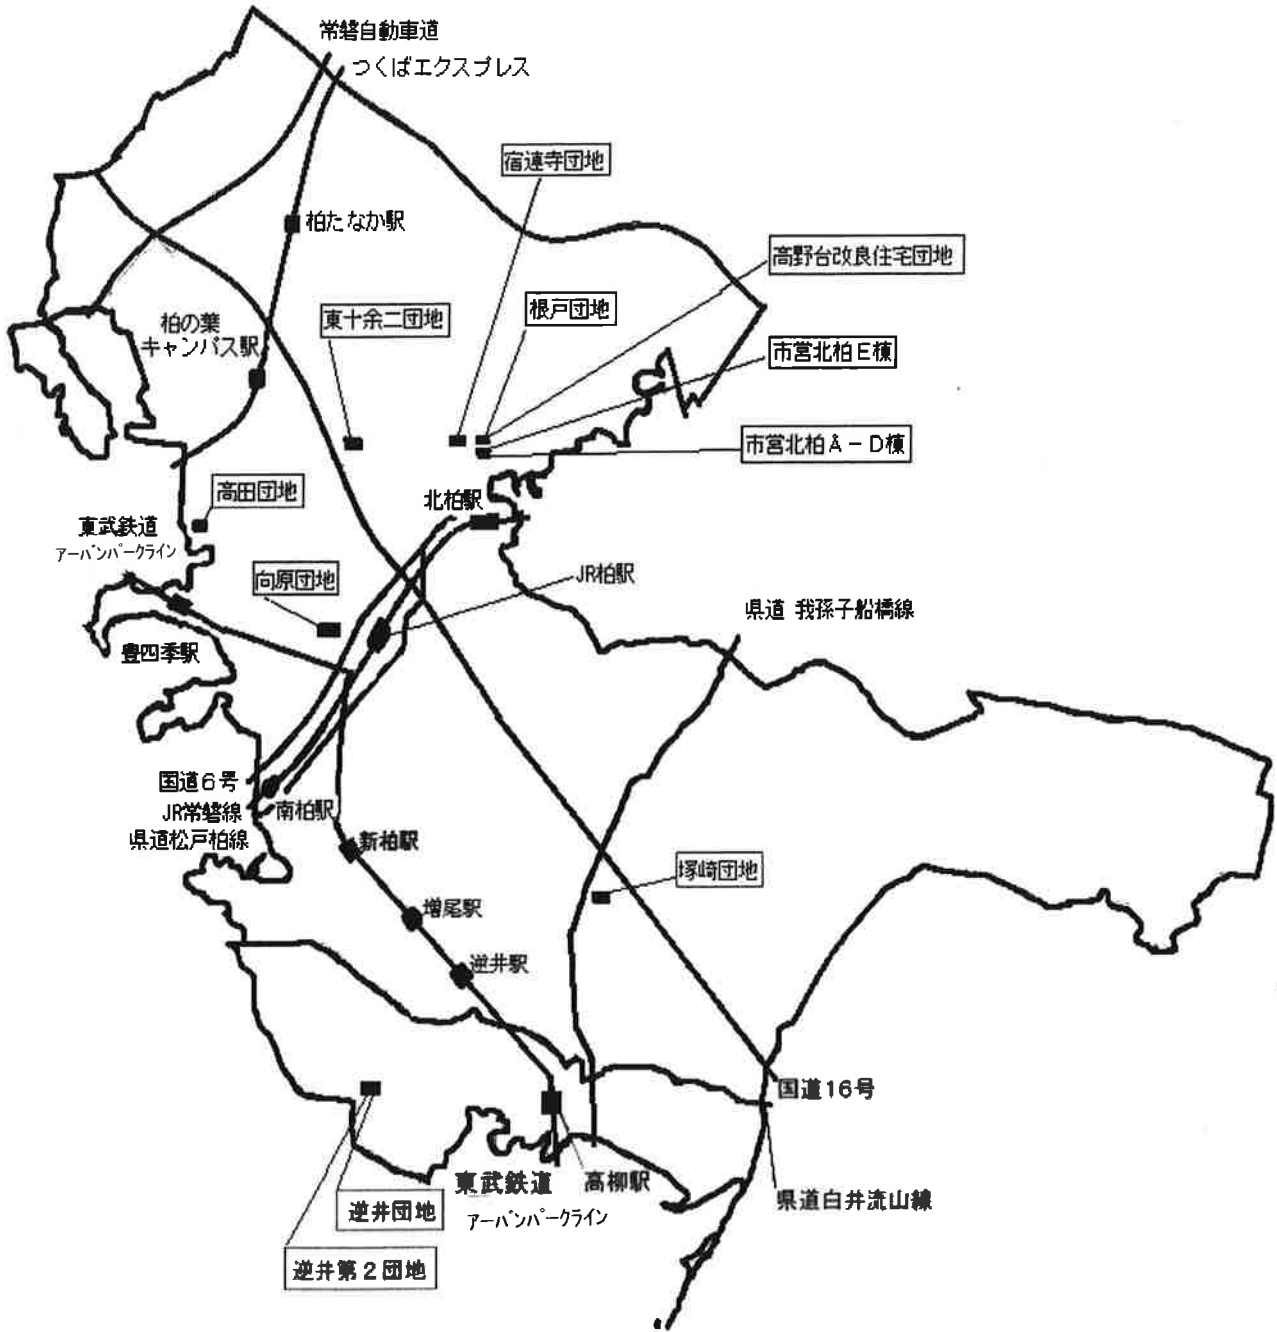 常磐自動車道
つくばエクスプレス
宿連寺団地
柏たなか駅
高野台改良住宅団地
根戸団地
東十余二団地
柏の葉
キャンパス駅
市営北柏E棟
市営北柏A－D棟
高田団地
北柏駅
東武鉄道
アーバンパークライン
向原団地
JR柏駅
県道 我孫子船橋線
豊四季駅
国道6号
JR常磐線
南柏駅
県道松戸柏線
新柏駅
塚崎団地
増尾駅
逆井駅
国道16号
東武鉄道
高柳駅
県道白井流山線
逆井団地
アーバンパークライン
逆井第2団地